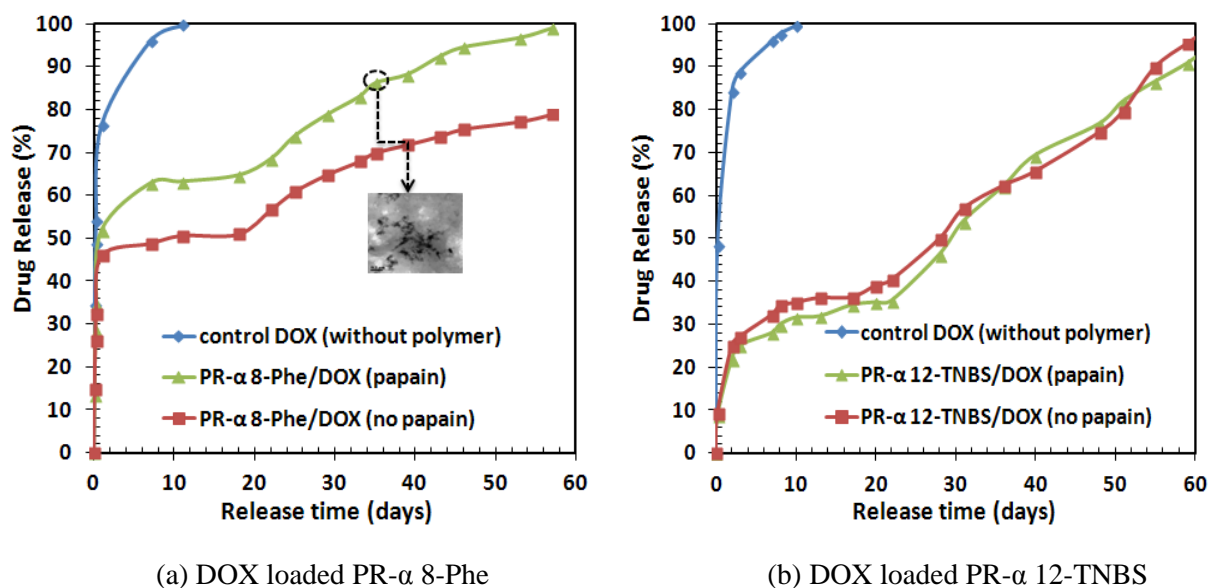 100
90
80
70
60
50
40
30
20
10
0
Drug Release (%)
control DOX (without polymer)
PR-α 8-Phe/DOX (papain)
PR-α 8-Phe/DOX (no papain)
0 10 20 30 40 50 60
Release time (days)
(a) DOX loaded PR-α 8-Phe
100
90
80
70
60
50
40
30
20
10
0
Drug Release (%)
control DOX (without polymer)
PR-α 12-TNBS/DOX (papain)
PR-α 12-TNBS/DOX (no papain)
0 10 20 30 40 50 60
Release time (days)
(b) DOX loaded PR-α 12-TNBS